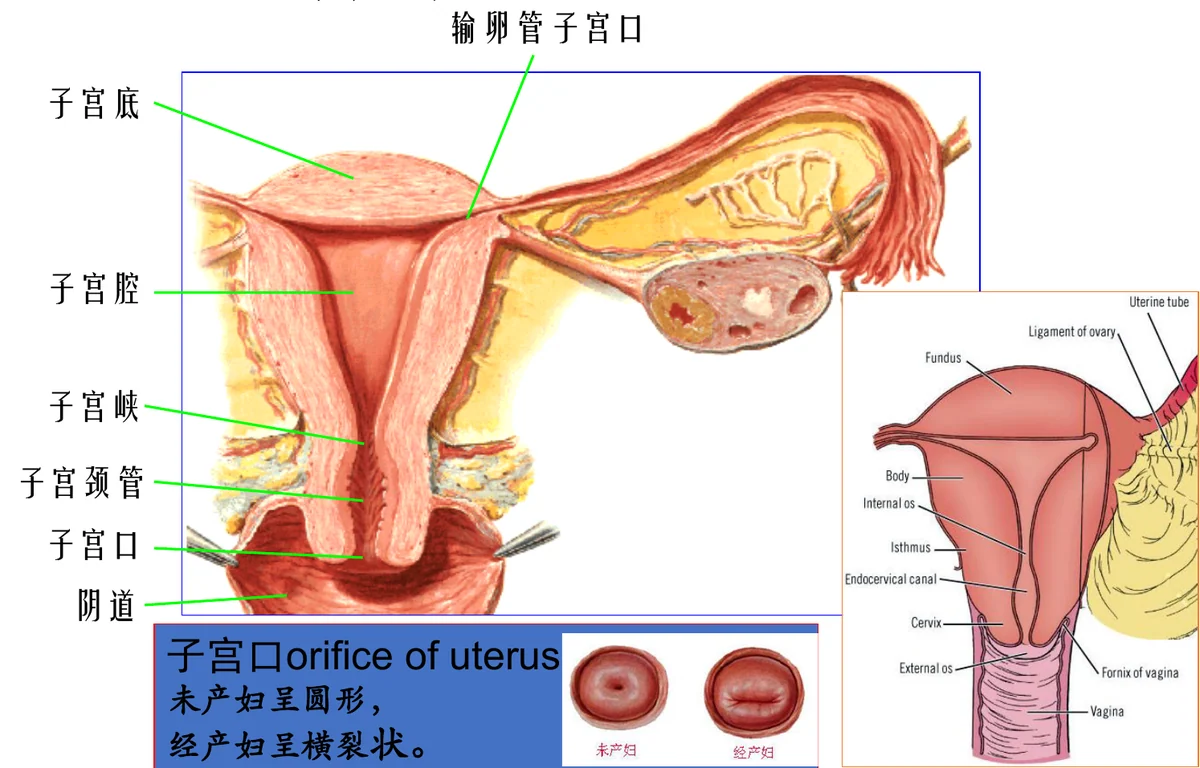 输卵管子宫口
子宫底
子宫腔
子宫峡
子宫颈管
子宫口
阴道
Uterine tube
Ligament of ovary
Fundus
Body
Internal os
Isthmus
Endocervical canal
Cervix
External os
Fornix of vagina
Vagina
子宫口orifice of uterus
未产妇呈圆形，
经产妇呈横裂状。
未产妇
经产妇